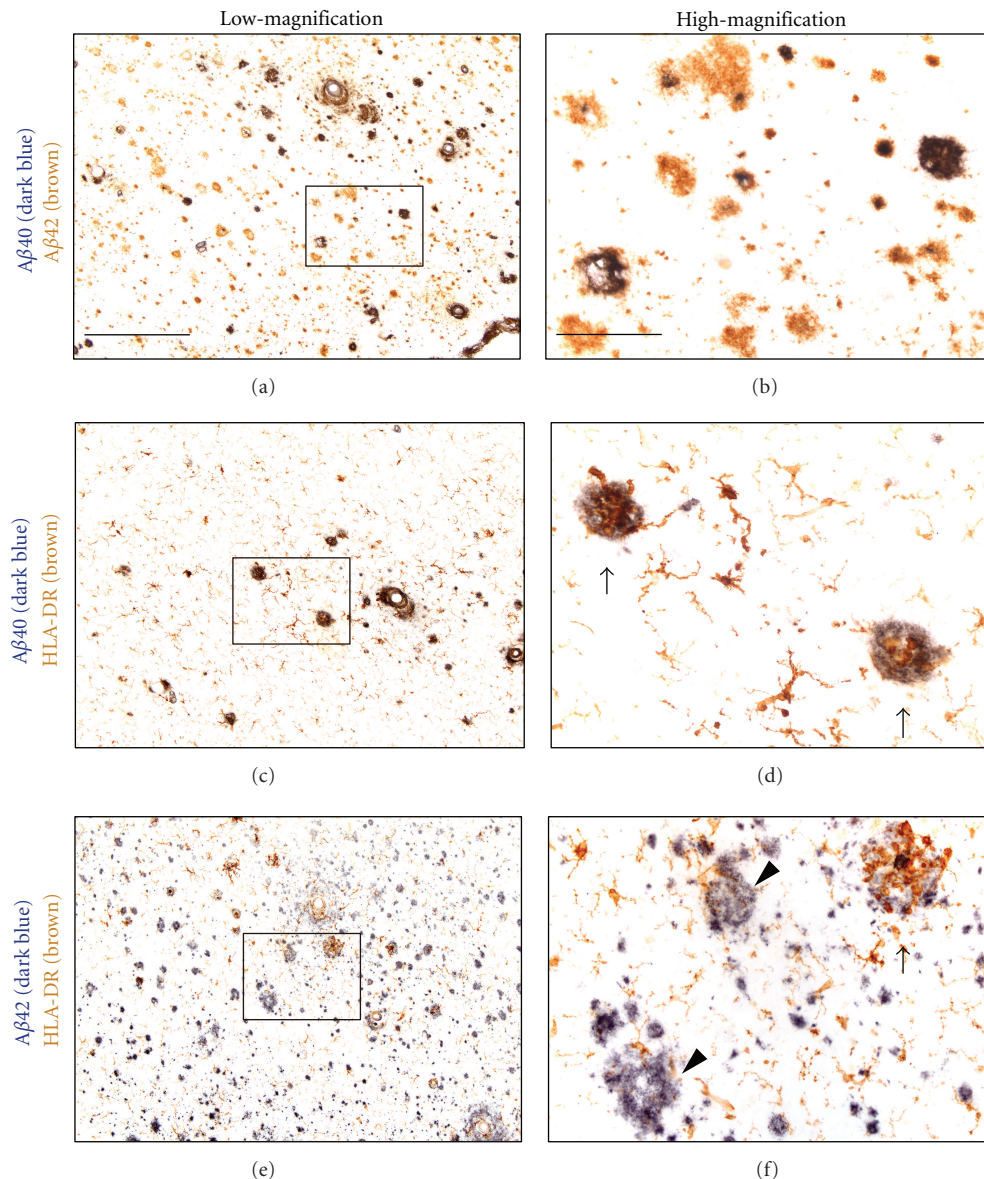 Low-magnification
High-magnification
Aβ40 (dark blue)
Aβ42 (brown)
(a)
(b)
Aβ40 (dark blue)
HLA-DR (brown)
(c)
(d)
Aβ42 (dark blue)
HLA-DR (brown)
(e)
(f)